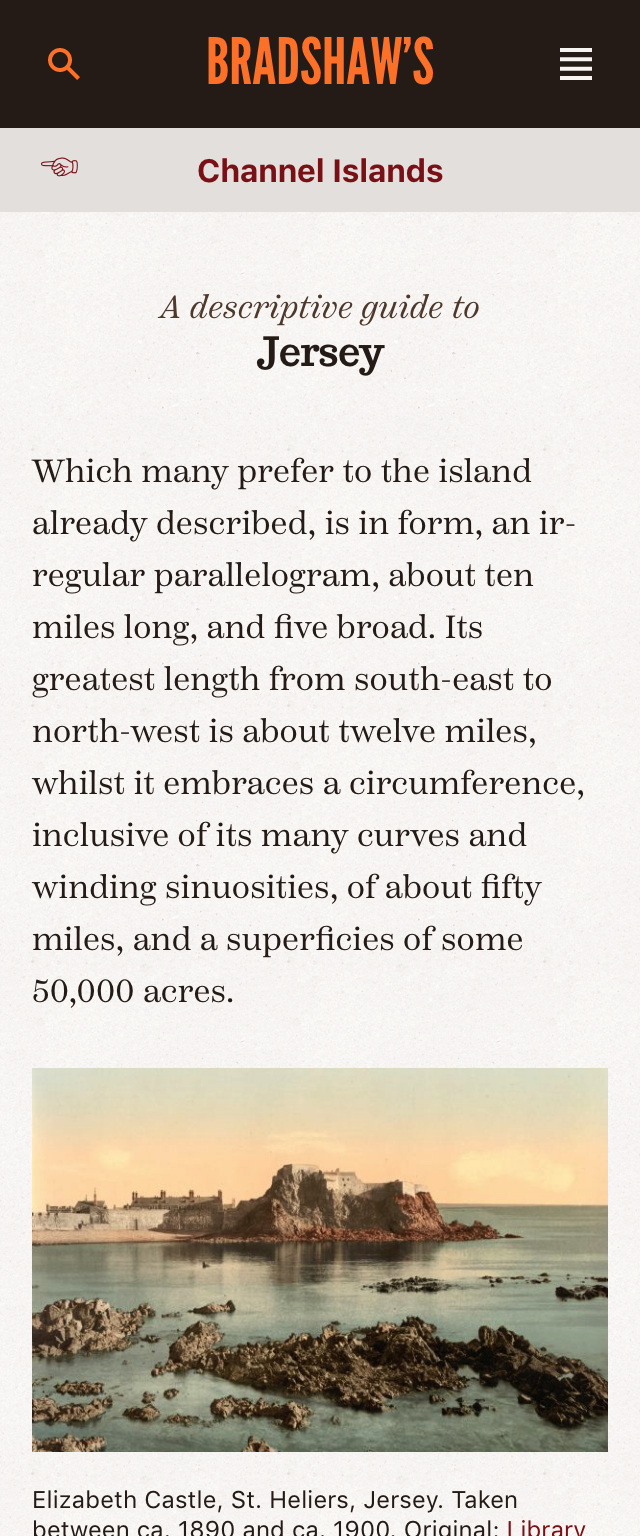 BRADSHAW’S
Channel Islands
A descriptive guide to
Jersey
Which many prefer to the island
already described, is in form, an ir-
regular parallelogram, about ten
miles long, and five broad. Its
greatest length from south-east to
north-west is about twelve miles,
whilst it embraces a circumference,
inclusive of its many curves and
winding sinuosities, of about fifty
miles, and a superficies of some
50,000 acres.
Elizabeth Castle, St. Heliers, Jersey. Taken
between ca. 1890 and ca. 1900. Original: Library